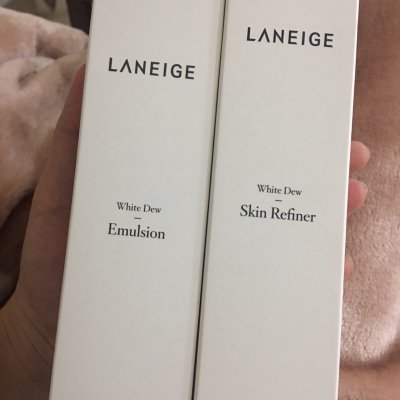 LANEIGE
White Dew
Emulsion
LANEIGE
White Dew
Skin Refiner